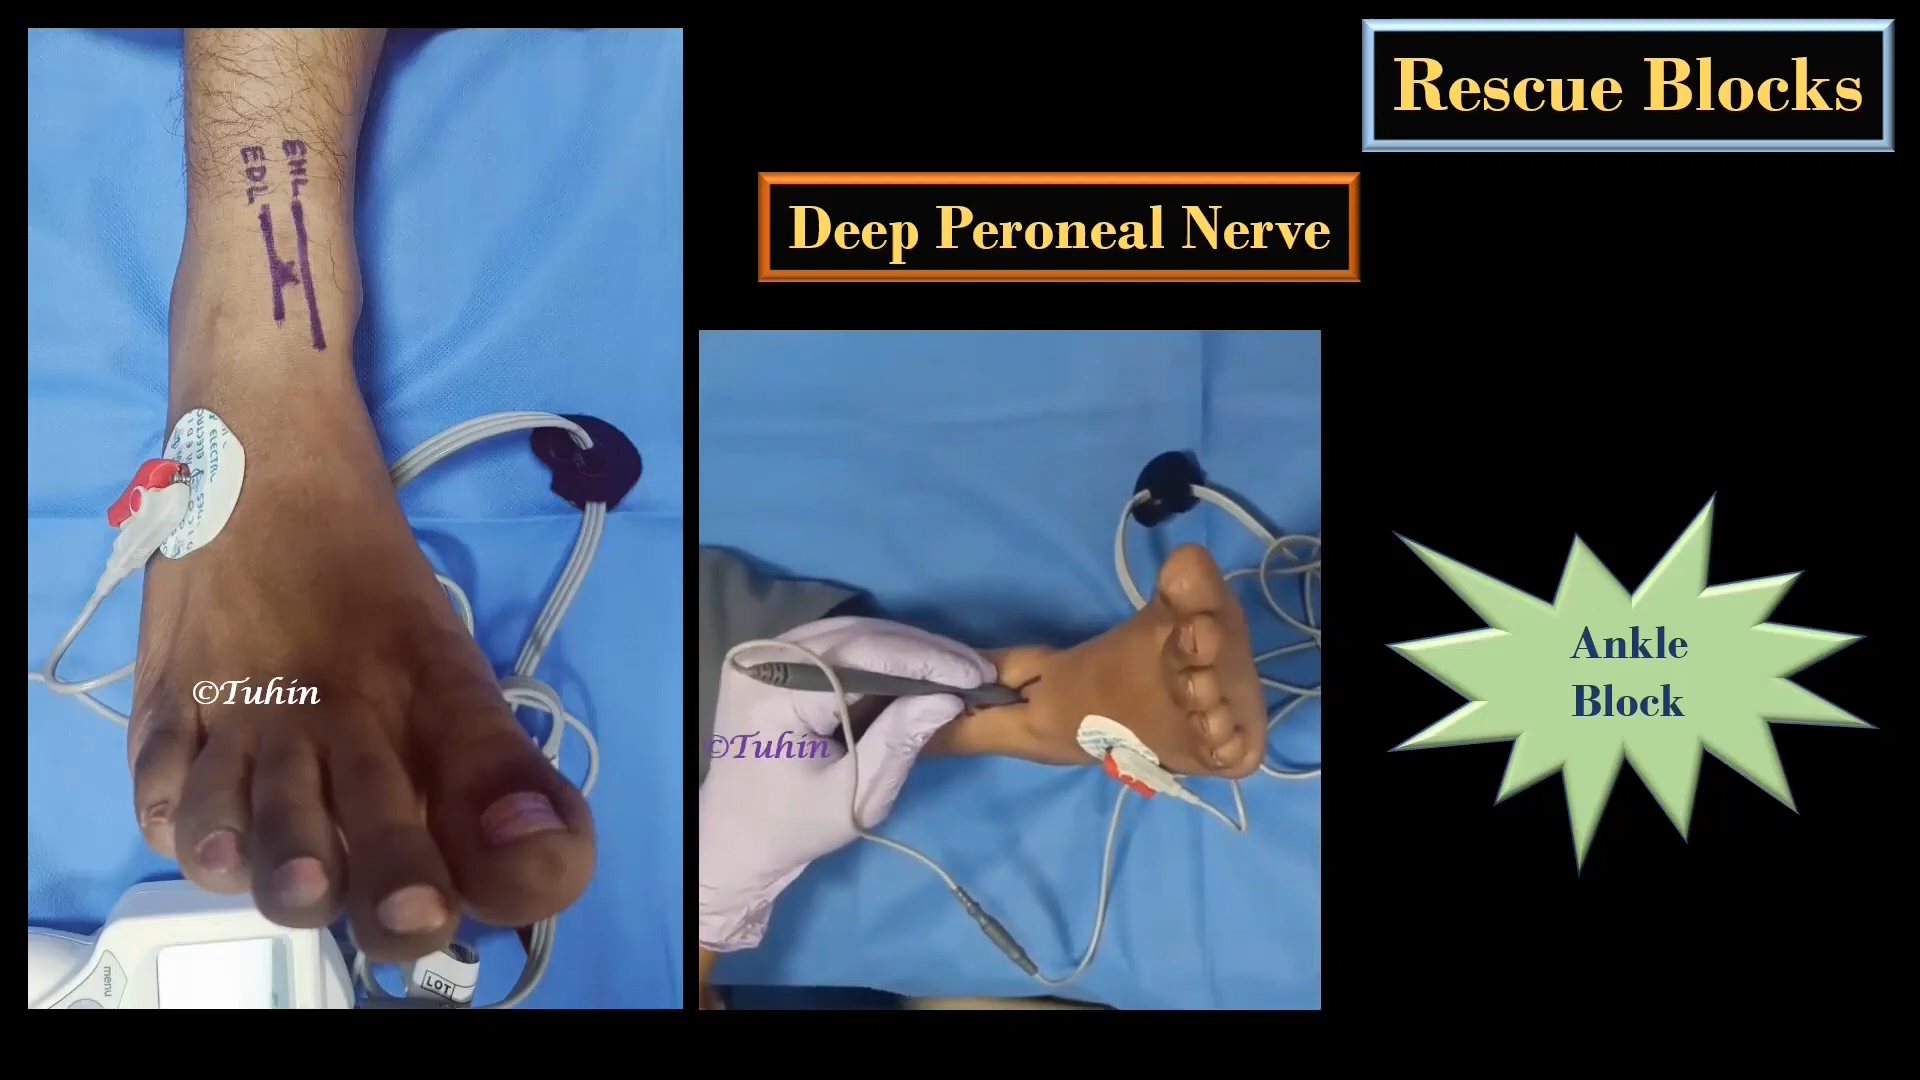 Rescue Blocks
Deep Peroneal Nerve
EDL
EHL
©Tuhin
©Tuhin
Ankle
Block
menu
LOT